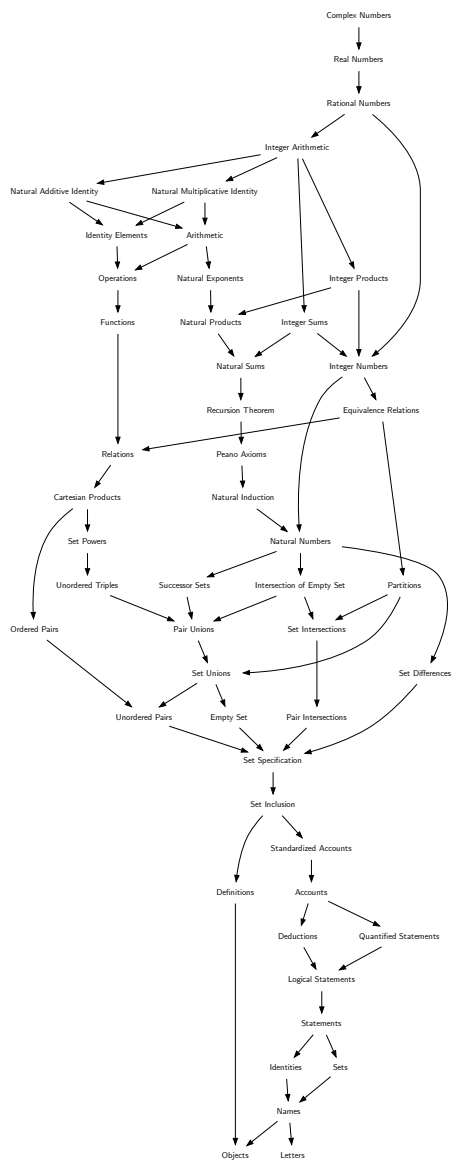 Complex Numbers
Real Numbers
Rational Numbers
Integer Arithmetic
Natural Additive Identity
Natural Multiplicative Identity
Identity Elements
Arithmetic
Operations
Natural Exponents
Integer Products
Functions
Natural Products
Integer Sums
Natural Sums
Integer Numbers
Recursion Theorem
Equivalence Relations
Relations
Peano Axioms
Cartesian Products
Natural Induction
Set Powers
Natural Numbers
Unordered Triples
Successor Sets
Intersection of Empty Set
Partitions
Ordered Pairs
Pair Unions
Set Intersections
Set Unions
Set Differences
Unordered Pairs
Empty Set
Pair Intersections
Set Specification
Set Inclusion
Standardized Accounts
Definitions
Accounts
Deductions
Quantified Statements
Logical Statements
Statements
Identities
Sets
Names
Objects
Letters